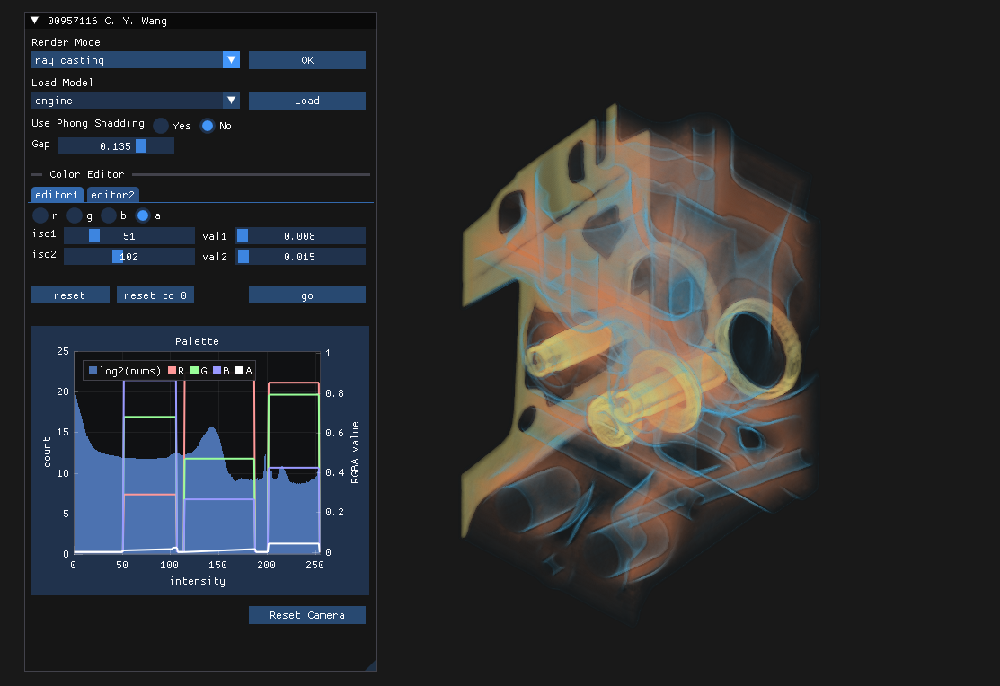 00957116 C. Y. Wang
Render Mode
ray casting OK
Load Model
engine Load
Use Phong Shadding Yes No
Gap 0.135
Color Editor
editor1 editor2
r g b a
iso1 51 val1 0.008
iso2 102 val2 0.015
reset reset to 0 go
Palette
log2(nums) R G B A
25
20
15
10
5
0
count
1
0.8
0.6
0.4
0.2
0
RGBA value
0 50 100 150 200 250
intensity
Reset Camera